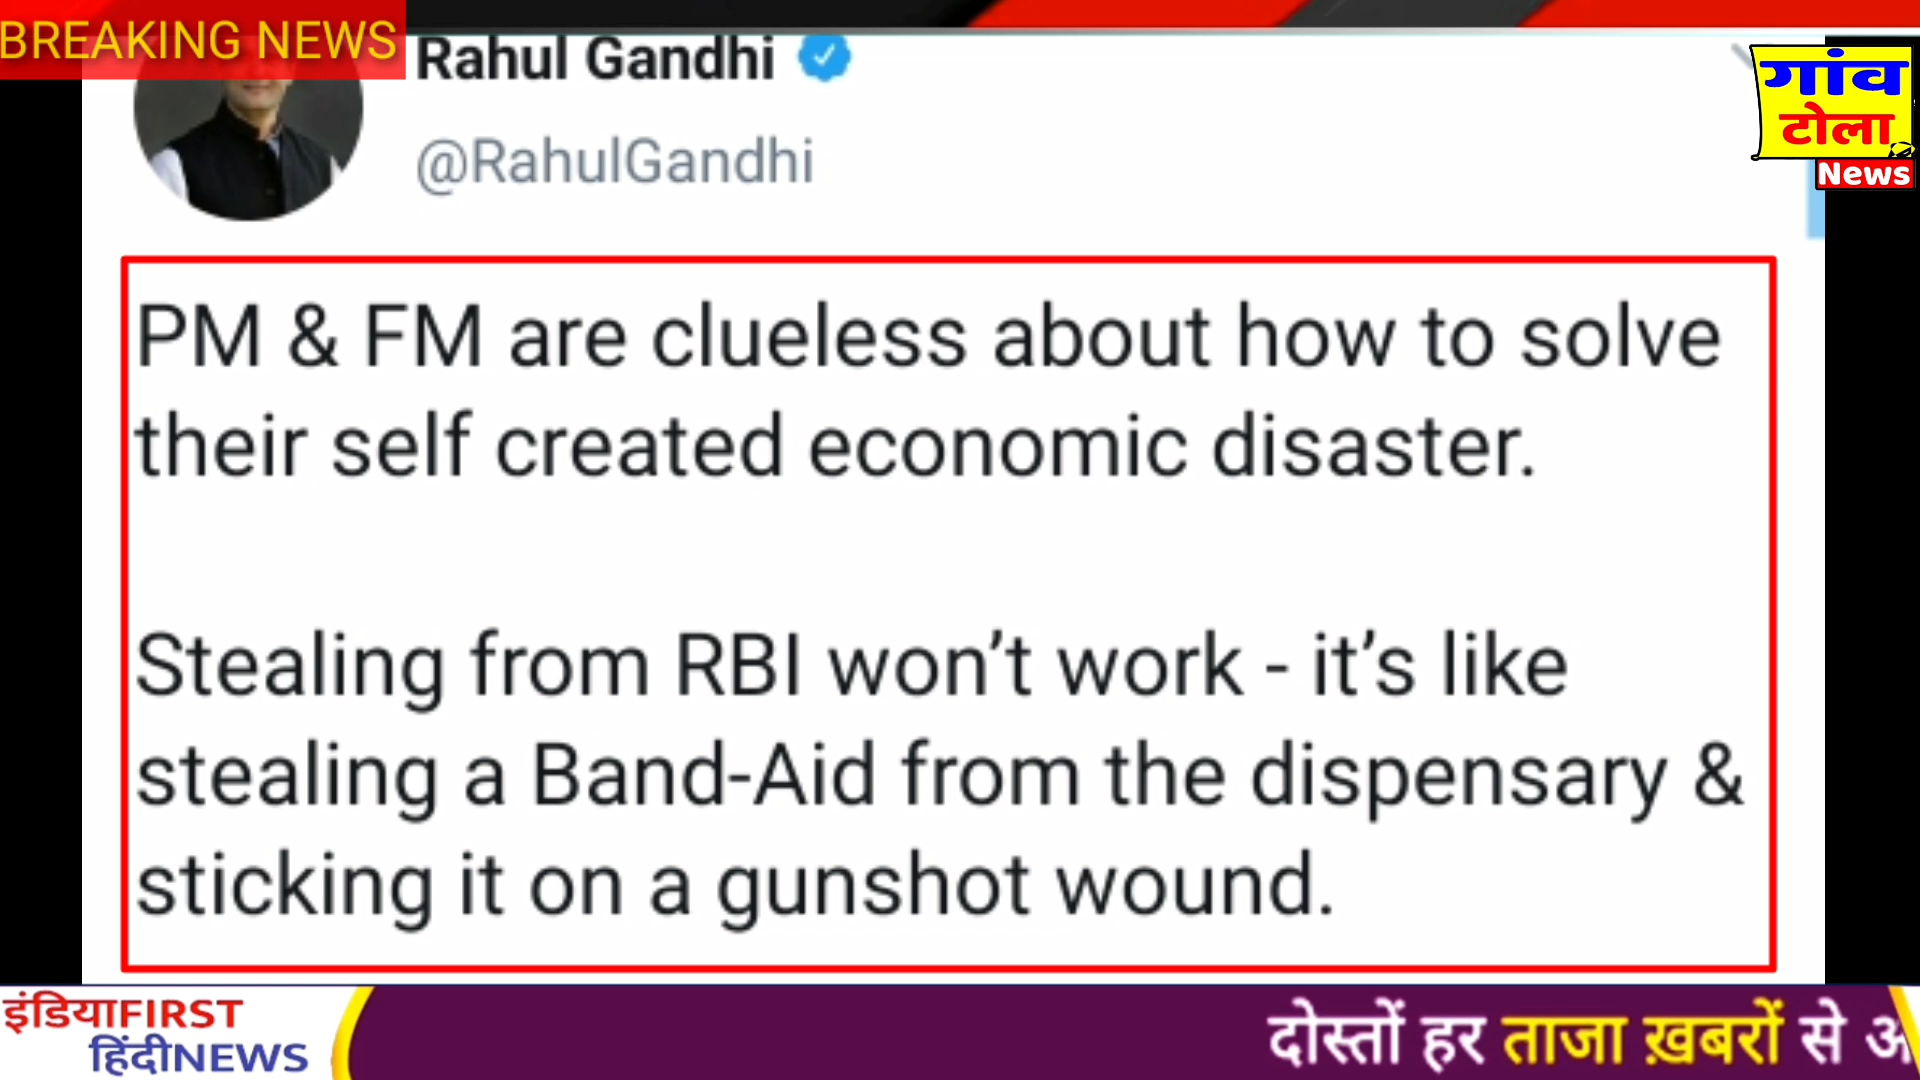 BREAKING NEWS
Rahul Gandhi
@RahulGandhi
गांव
टोला
News
PM & FM are clueless about how to solve
their self created economic disaster.
Stealing from RBI won’t work - it’s like
stealing a Band-Aid from the dispensary &
sticking it on a gunshot wound.
इंडियाFIRST
हिंदीNEWS
दोस्तों हर ताजा ख़बरों से